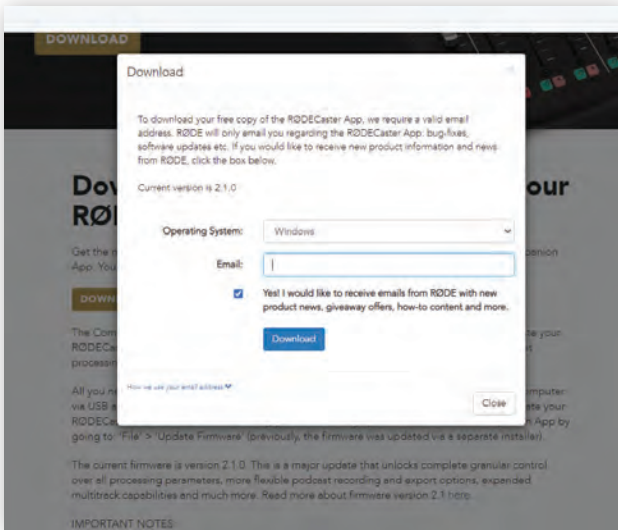 DOWNLOAD
Download
To download your free copy of the RØDECaster App, we require a valid email
address. RØDE will only email you regarding the RØDECaster App: bug-fixes,
software updates etc. If you would like to receive new product information and news
from RØDE, click the box
below.
Current version is 2.1.0
Operating System:
Windows
Email:
Yes! I would like to receive emails from RØDE with new
product news, giveaway offers, how-to content and more.
Download
How we use your email address
Close
Dow our
RØD
Get the
App. You
DOWN
The Com te your
RØDECa
processin
All you ne omputer
via USB a te your
RØDECa n App by
going to: 'File' > 'Update Firmware' (previously, the firmware was updated via a separate installer).
The current firmware is version 2.1.0. This is a major update that unlocks complete granular control
over all processing parameters, more flexible podcast recording and export options, expanded
multitrack capabilities and much more. Read more about firmware version 2.1 here.
IMPORTANT NOTES